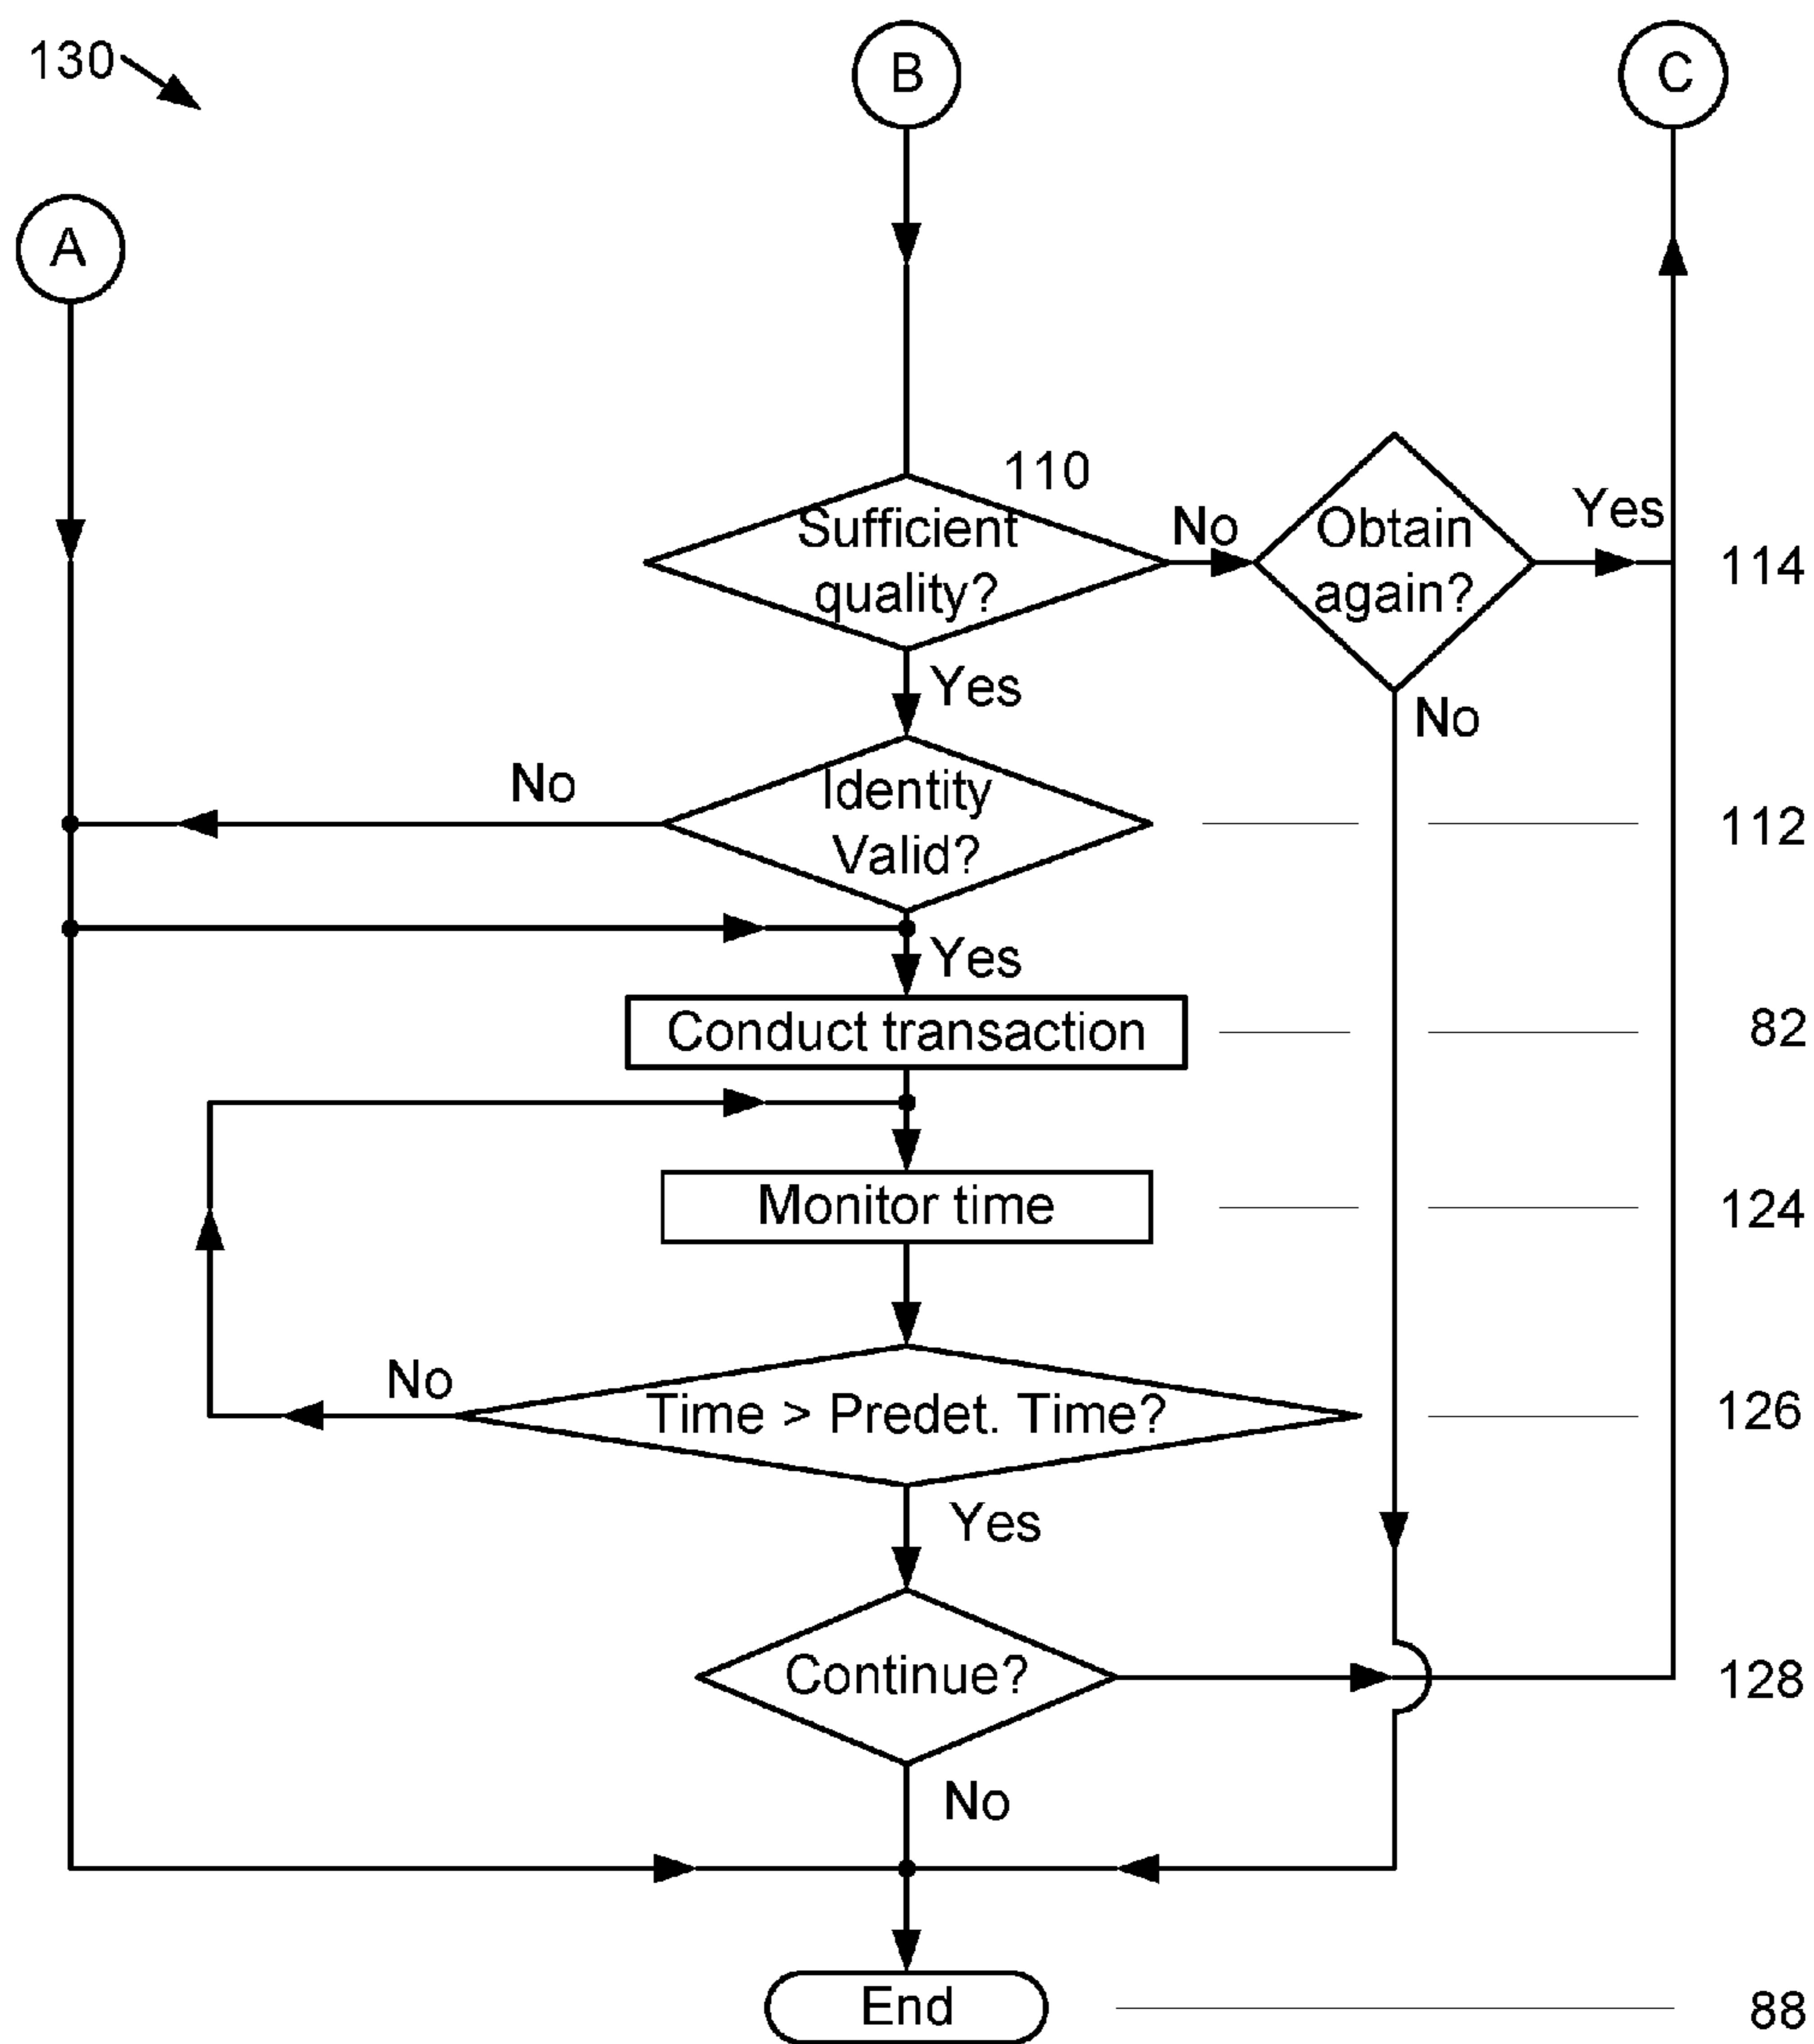 130
B
C
A
110
Sufficient
quality?
No
Obtain
again?
Yes
114
Yes
No
No
Identity
Valid?
112
Yes
Conduct transaction
82
Monitor time
124
No
Time > Predet. Time?
126
Yes
Continue?
128
No
End
88